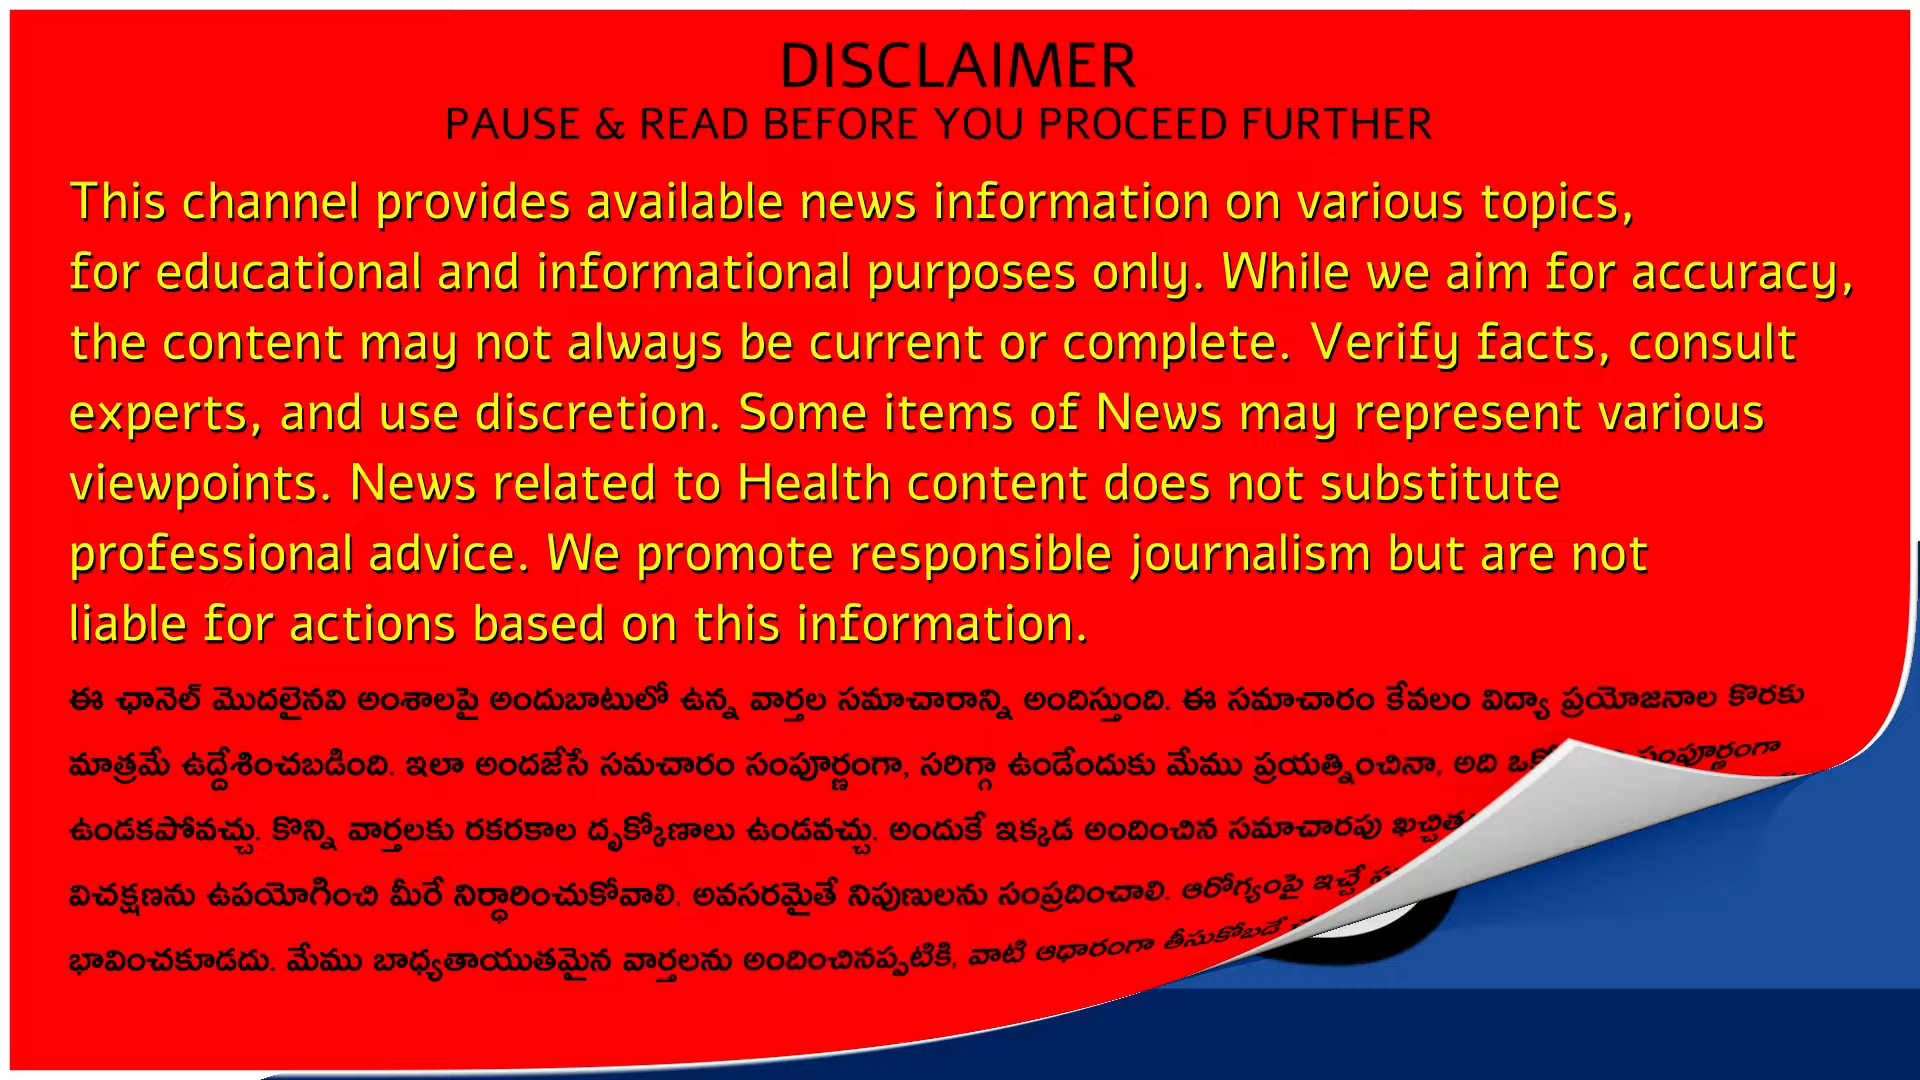 DISCLAIMER
PAUSE & READ BEFORE YOU PROCEED FURTHER
This channel provides available news information on various topics,
for educational and informational purposes only. While we aim for accuracy,
the content may not always be current or complete. Verify facts, consult
experts, and use discretion. Some items of News may represent various
viewpoints. News related to Health content does not substitute
professional advice. We promote responsible journalism but are not
liable for actions based on this information.
ఈ ఛానెల్ మొదలైనవి అంశాలపై అందుబాటులో ఉన్న వార్తల సమాచారాన్ని అందిస్తుంది. ఈ సమాచారం కేవలం విద్యా ప్రయోజనాల కొరకు
మాత్రమే ఉద్దేశించబడింది. ఇలా అందజేసే సమచారం సంపూర్ణంగా, సరిగ్గా ఉండేందుకు మేము ప్రయత్నించినా, అది సంపూర్ణంగా
ఉండకపోవచ్చు. కొన్ని వార్తలకు రకరకాల దృక్కోణాలు ఉండవచ్చు. అందుకే ఇక్కడ అందించిన సమాచారపు
విచక్షణను ఉపయోగించి మీరే నిర్ధారించుకోవాలి. అవసరమైతే నిపుణులను సంప్రదించాలి. ఆరోగ్యంపై ఇచ్చే
భావించకూడదు. మేము బాధ్యతాయుతమైన వార్తలను అందించినప్పటికి, వాటి ఆధారంగా తీసుకోబడే